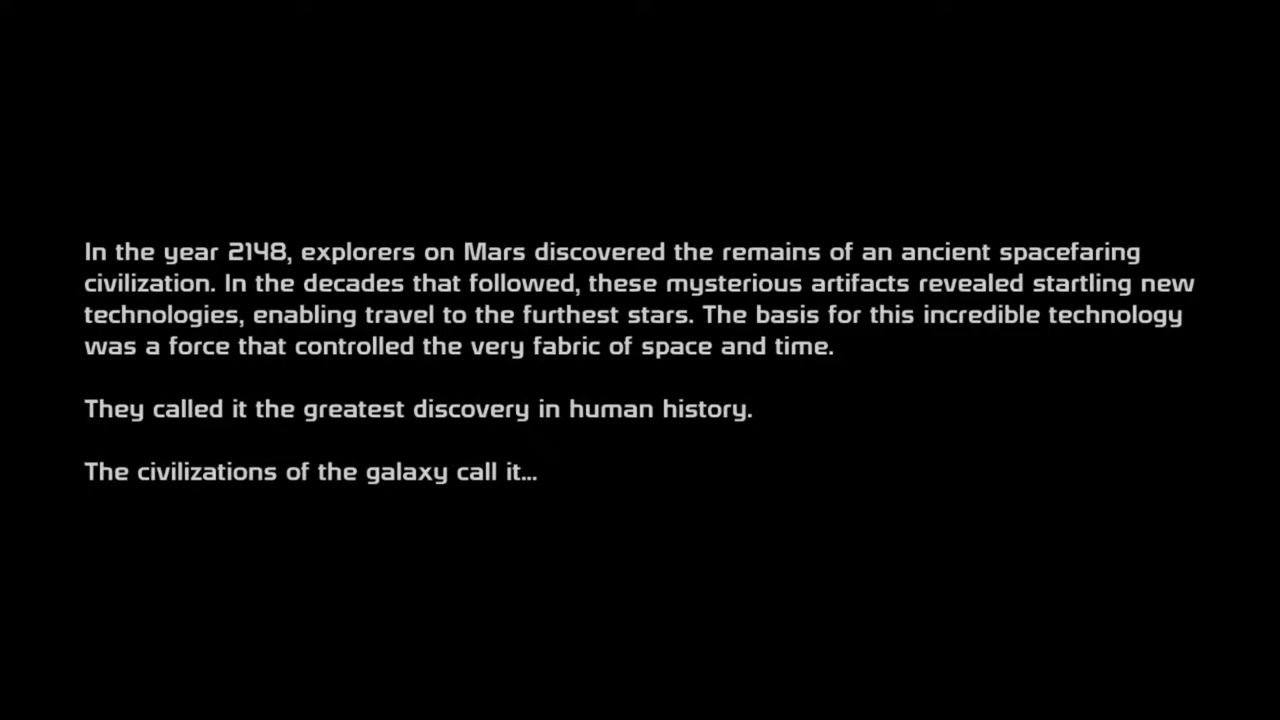 In the year 2148, explorers on Mars discovered the remains of an ancient spacefaring
civilization. In the decades that followed, these mysterious artifacts revealed startling new
technologies, enabling travel to the furthest stars. The basis for this incredible technology
was a force that controlled the very fabric of space and time.
They called it the greatest discovery in human history.
The civilizations of the galaxy call it...